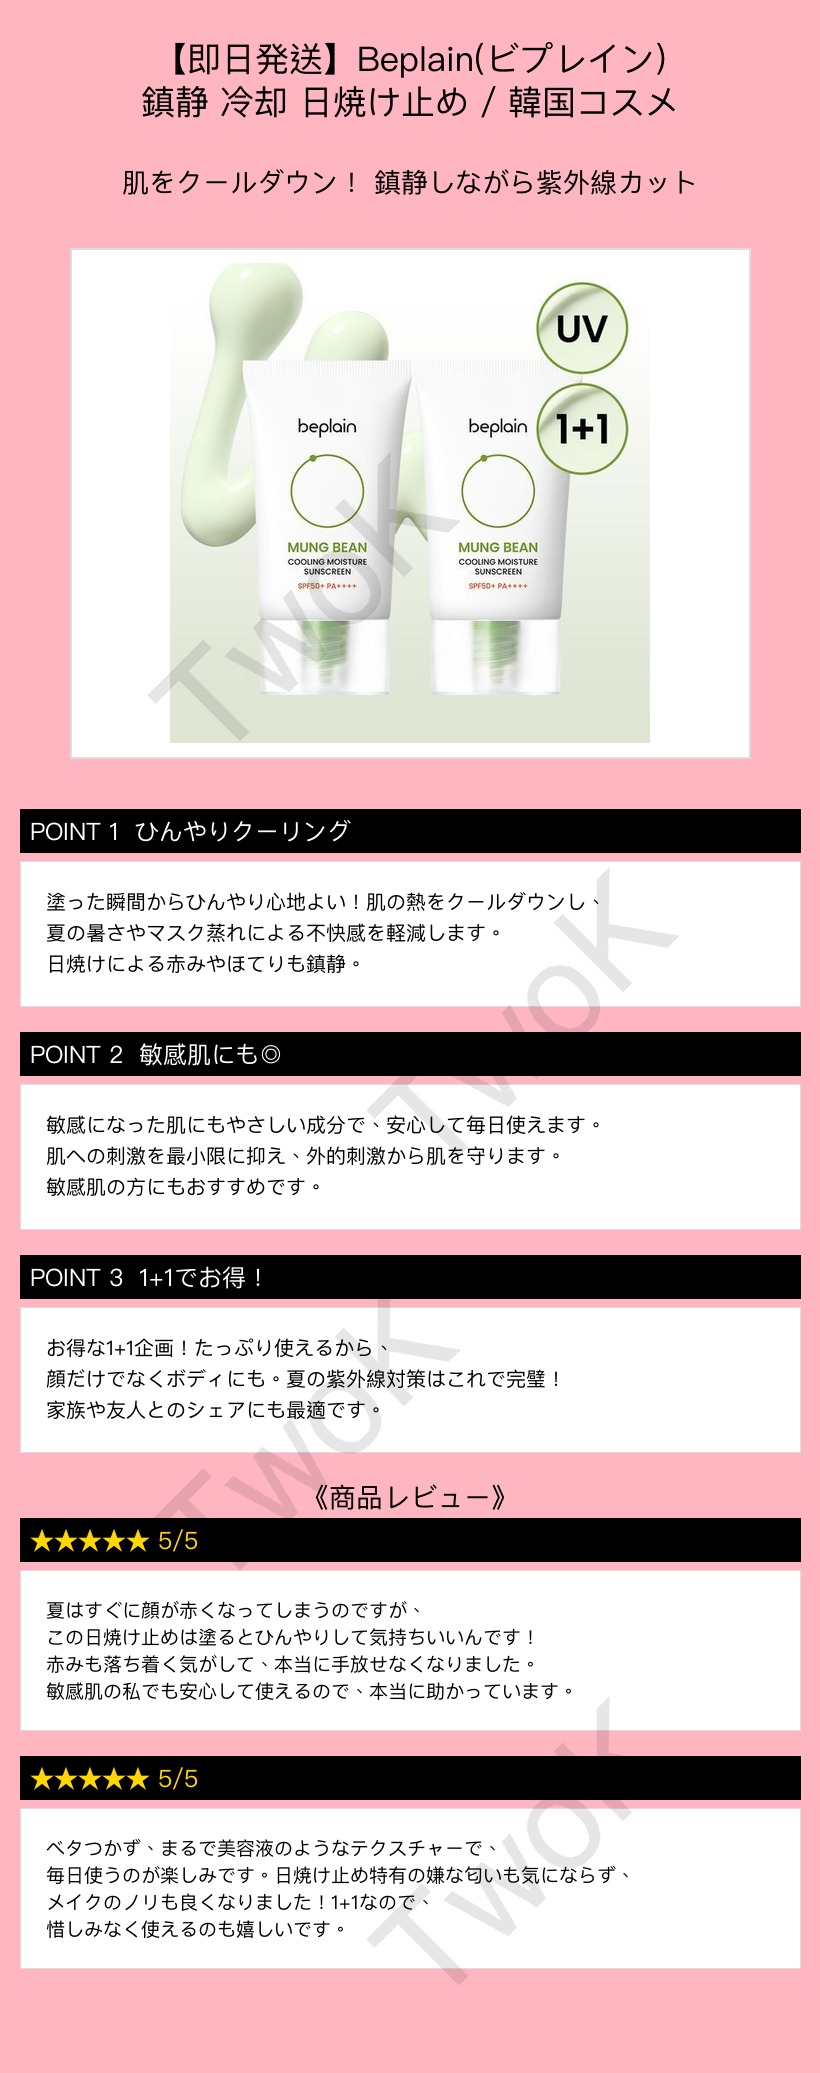 【即日発送】Beplain(ビプレイン)
鎮静 冷却 日焼け止め / 韓国コスメ
肌をクールダウン！ 鎮静しながら紫外線カット
UV
1+1
beplain
MUNG BEAN
COOLING MOISTURE
SUNSCREEN
SPF50+ PA++++
beplain
MUNG BEAN
COOLING MOISTURE
SUNSCREEN
SPF50+ PA++++
TwoK
POINT 1 ひんやりクーリング
塗った瞬間からひんやり心地よい！肌の熱をクールダウンし、
夏の暑さやマスク蒸れによる不快感を軽減します。
日焼けによる赤みやほてりも鎮静。
TwoK
POINT 2 敏感肌にも◎
敏感になった肌にもやさしい成分で、安心して毎日使えます。
肌への刺激を最小限に抑え、外的刺激から肌を守ります。
敏感肌の方にもおすすめです。
POINT 3 1+1でお得！
お得な1+1企画！たっぷり使えるから、
顔だけでなくボディにも。夏の紫外線対策はこれで完璧！
家族や友人とのシェアにも最適です。
TwoK
《商品レビュー》
★★★★★ 5/5
夏はすぐに顔が赤くなってしまうのですが、
この日焼け止めは塗るとひんやりして気持ちいいんです！
赤みも落ち着く気がして、本当に手放せなくなりました。
敏感肌の私でも安心して使えるので、本当に助かっています。
★★★★★ 5/5
ベタつかず、まるで美容液のようなテクスチャーで、
毎日使うのが楽しみです。日焼け止め特有の嫌な匂いも気にならず、
メイクのノリも良くなりました！1+1なので、
惜しみなく使えるのも嬉しいです。
TwoK